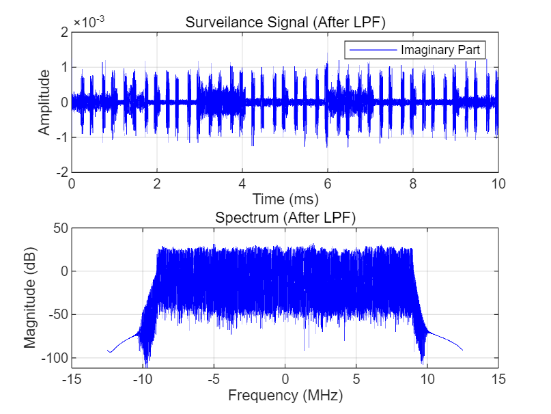 Surveilance Signal (After LPF)
×10⁻³
2
1
0
-1
-2
Amplitude
Imaginary Part
0 2 4 6 8 10
Time (ms)
Spectrum (After LPF)
50
0
-50
-100
Magnitude (dB)
-15 -10 -5 0 5 10 15
Frequency (MHz)